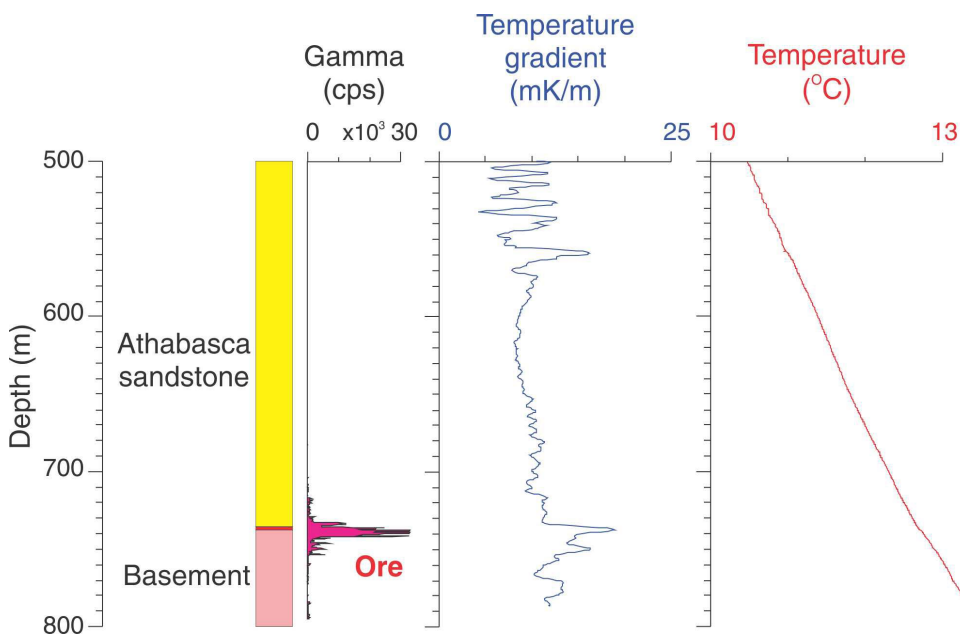 Gamma
(cps)
0 x10³ 30
Temperature
gradient
(mK/m)
0 25
Temperature
(°C)
10 13
Depth (m)
500
600
700
800
Athabasca
sandstone
Basement
Ore